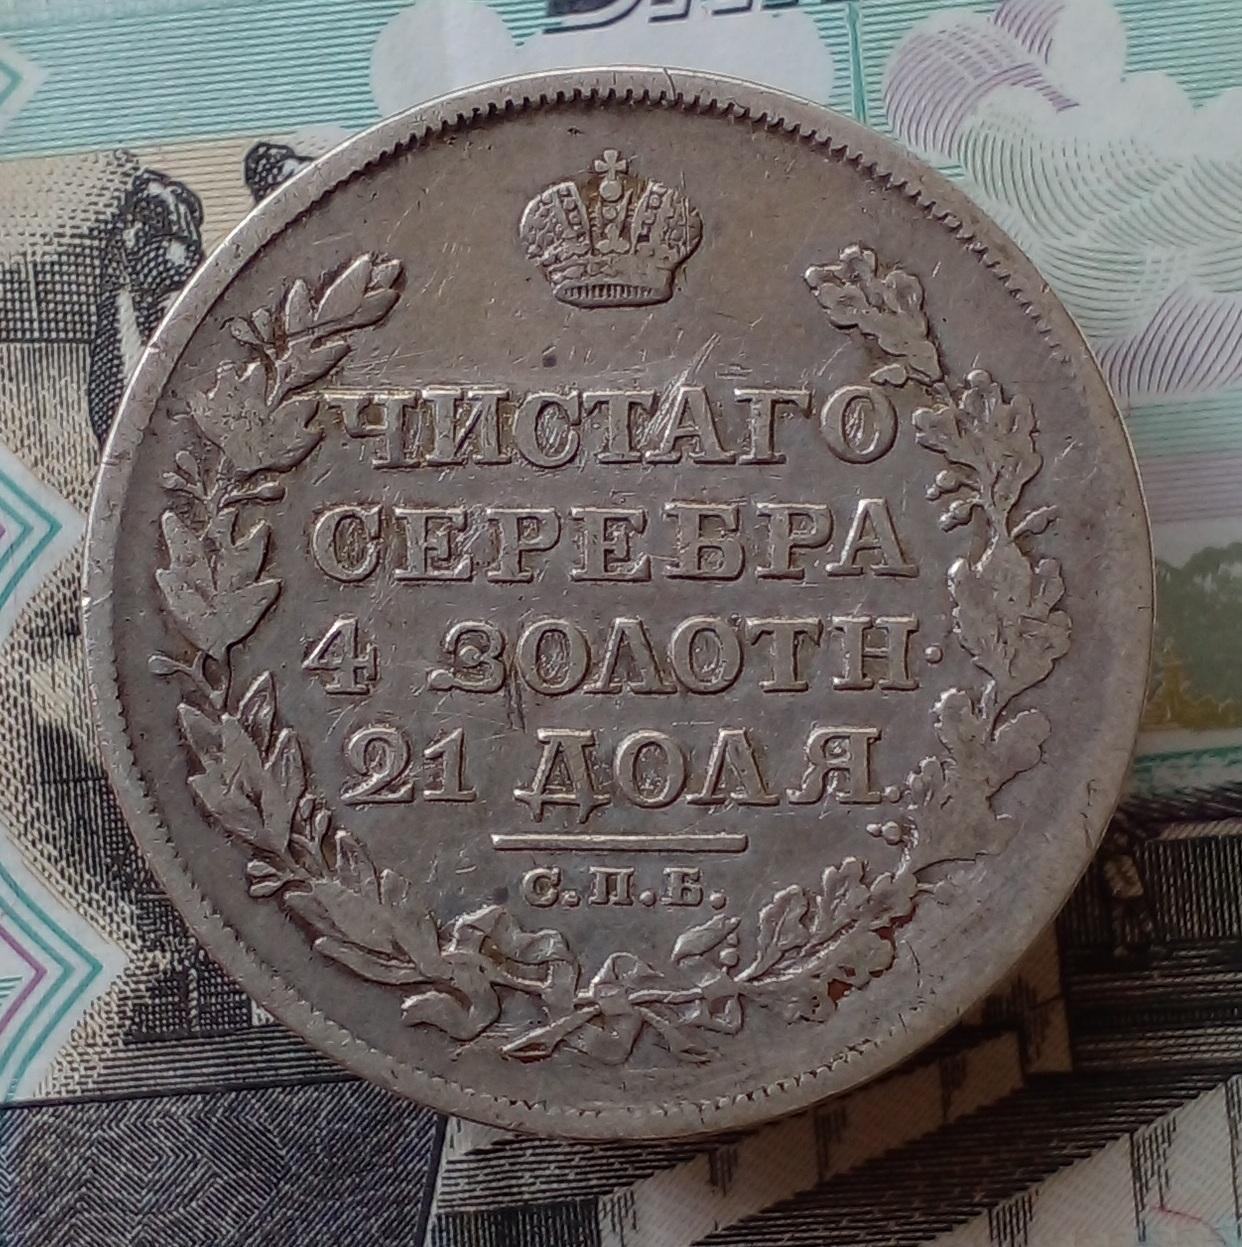 ЧИСТАГО
СЕРЕБРА
4 ЗОЛОТН·
21 ДОЛЯ.
С.П.Б.